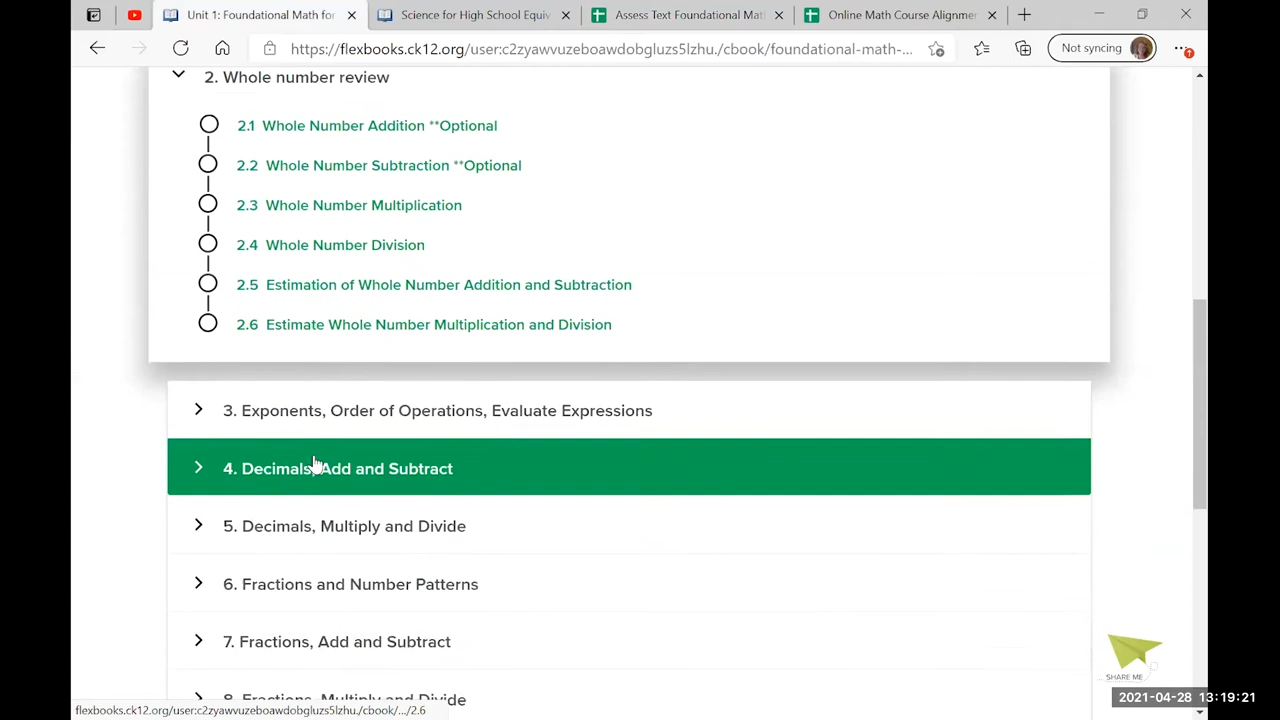 Unit 1: Foundational Math for
Science for High School Equiv
Assess Text Foundational Mat
One Math Course Alignmer
https://flexbooks.ck12.org/user:c2zyawvuzeboawdobgluzs5lzhu./cbook/foundational-math-...
Not syncing
2. Whole number review
2.1 Whole Number Addition **Optional
2.2 Whole Number Subtraction **Optional
2.3 Whole Number Multiplication
2.4 Whole Number Division
2.5 Estimation of Whole Number Addition and Subtraction
2.6 Estimate Whole Number Multiplication and Division
3. Exponents, Order of Operations, Evaluate Expressions
4. Decimals, Add and Subtract
5. Decimals, Multiply and Divide
6. Fractions and Number Patterns
7. Fractions, Add and Subtract
8. Fractions, Multiply and Divide
SHARE ME
flexbooks.ck12.org/user:c2zyawvuzeboawdobgluzs5lzhu./cbook/.../2.6
2021-04-28 13:19:21